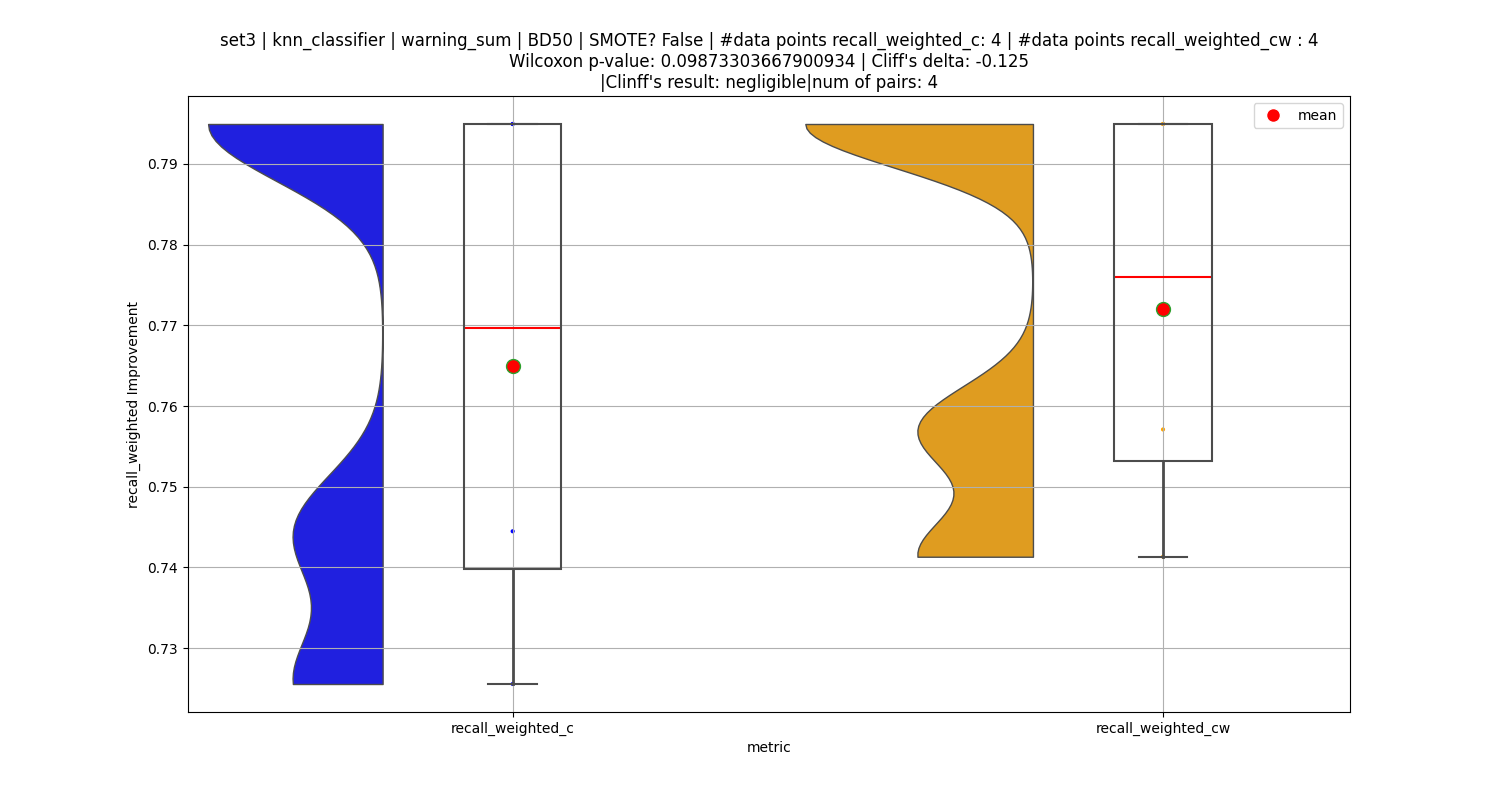 set3 | knn_classifier | warning_sum | BD50 | SMOTE? False | #data points recall_weighted_c: 4 | #data points recall_weighted_cw : 4
Wilcoxon p-value: 0.09873303667900934 | Cliff's delta: -0.125
|Clinff's result: negligible|num of pairs: 4
mean
0.79
0.78
0.77
0.76
0.75
0.74
0.73
recall_weighted Improvement
recall_weighted_c
recall_weighted_cw
metric